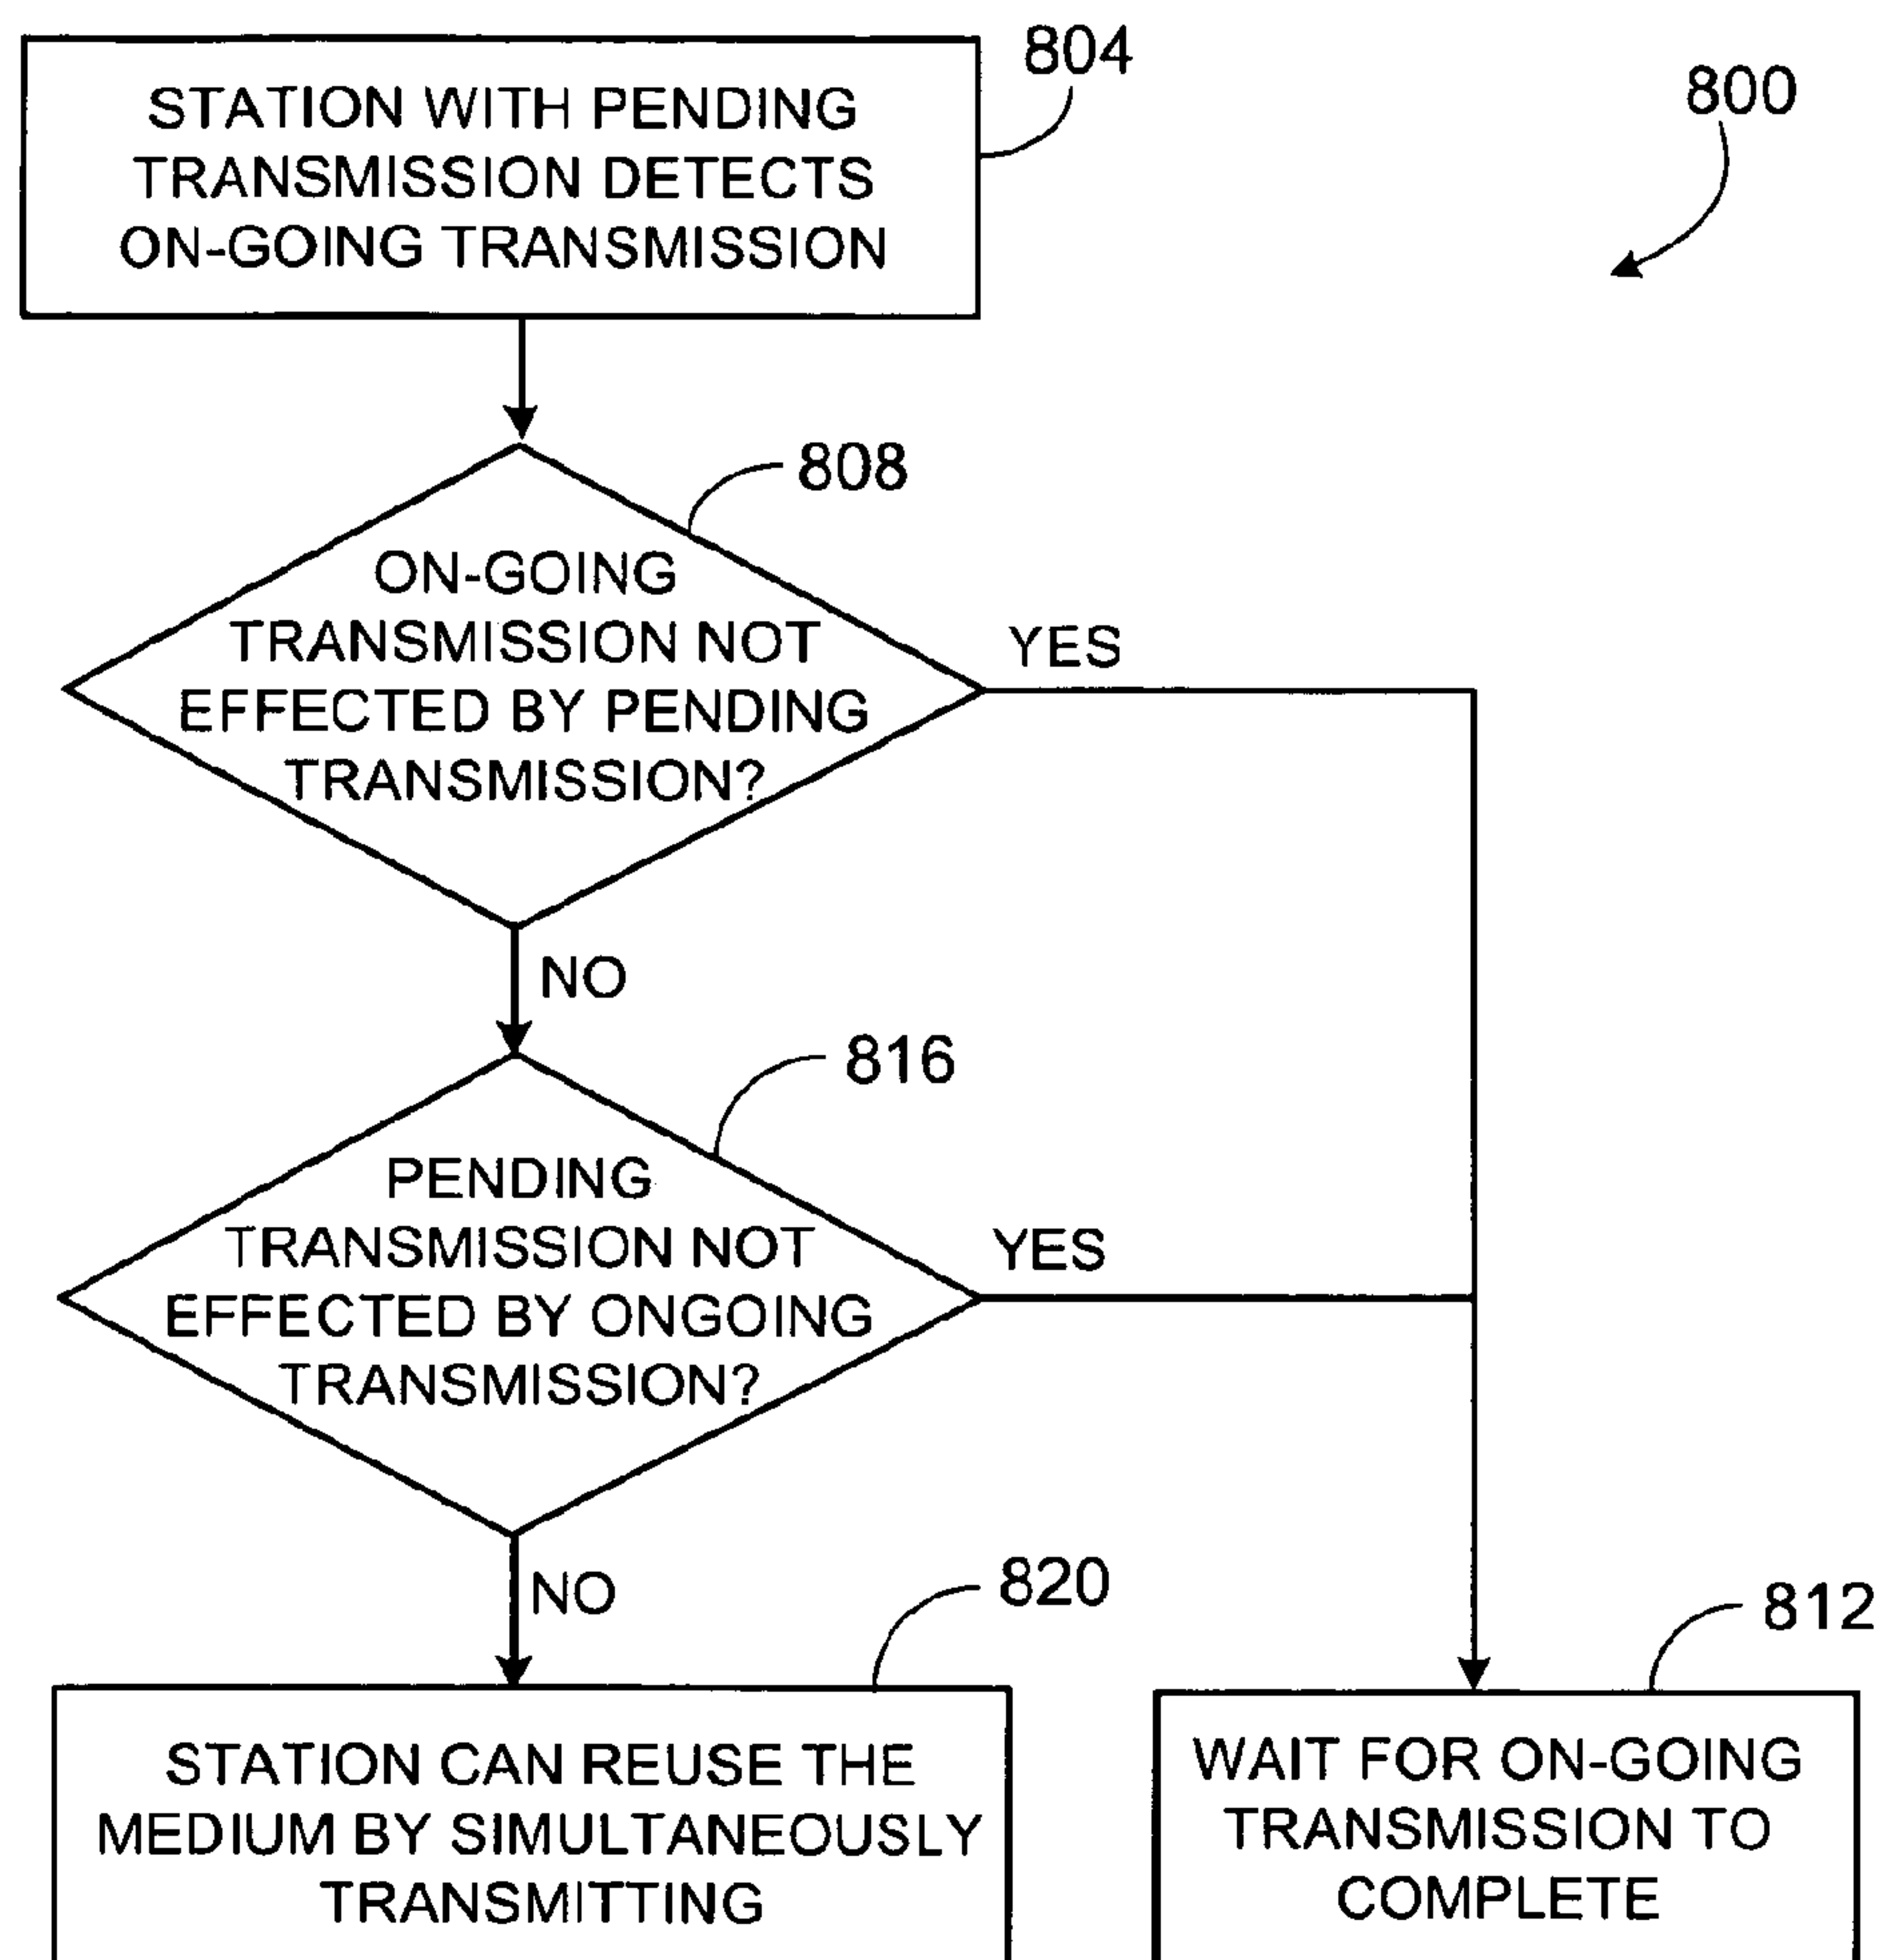 804
800
STATION WITH PENDING
TRANSMISSION DETECTS
ON-GOING TRANSMISSION
808
ON-GOING
TRANSMISSION NOT
EFFECTED BY PENDING
TRANSMISSION?
YES
NO
816
PENDING
TRANSMISSION NOT
EFFECTED BY ONGOING
TRANSMISSION?
YES
NO
820
812
STATION CAN REUSE THE
MEDIUM BY SIMULTANEOUSLY
TRANSMITTING
WAIT FOR ON-GOING
TRANSMISSION TO
COMPLETE